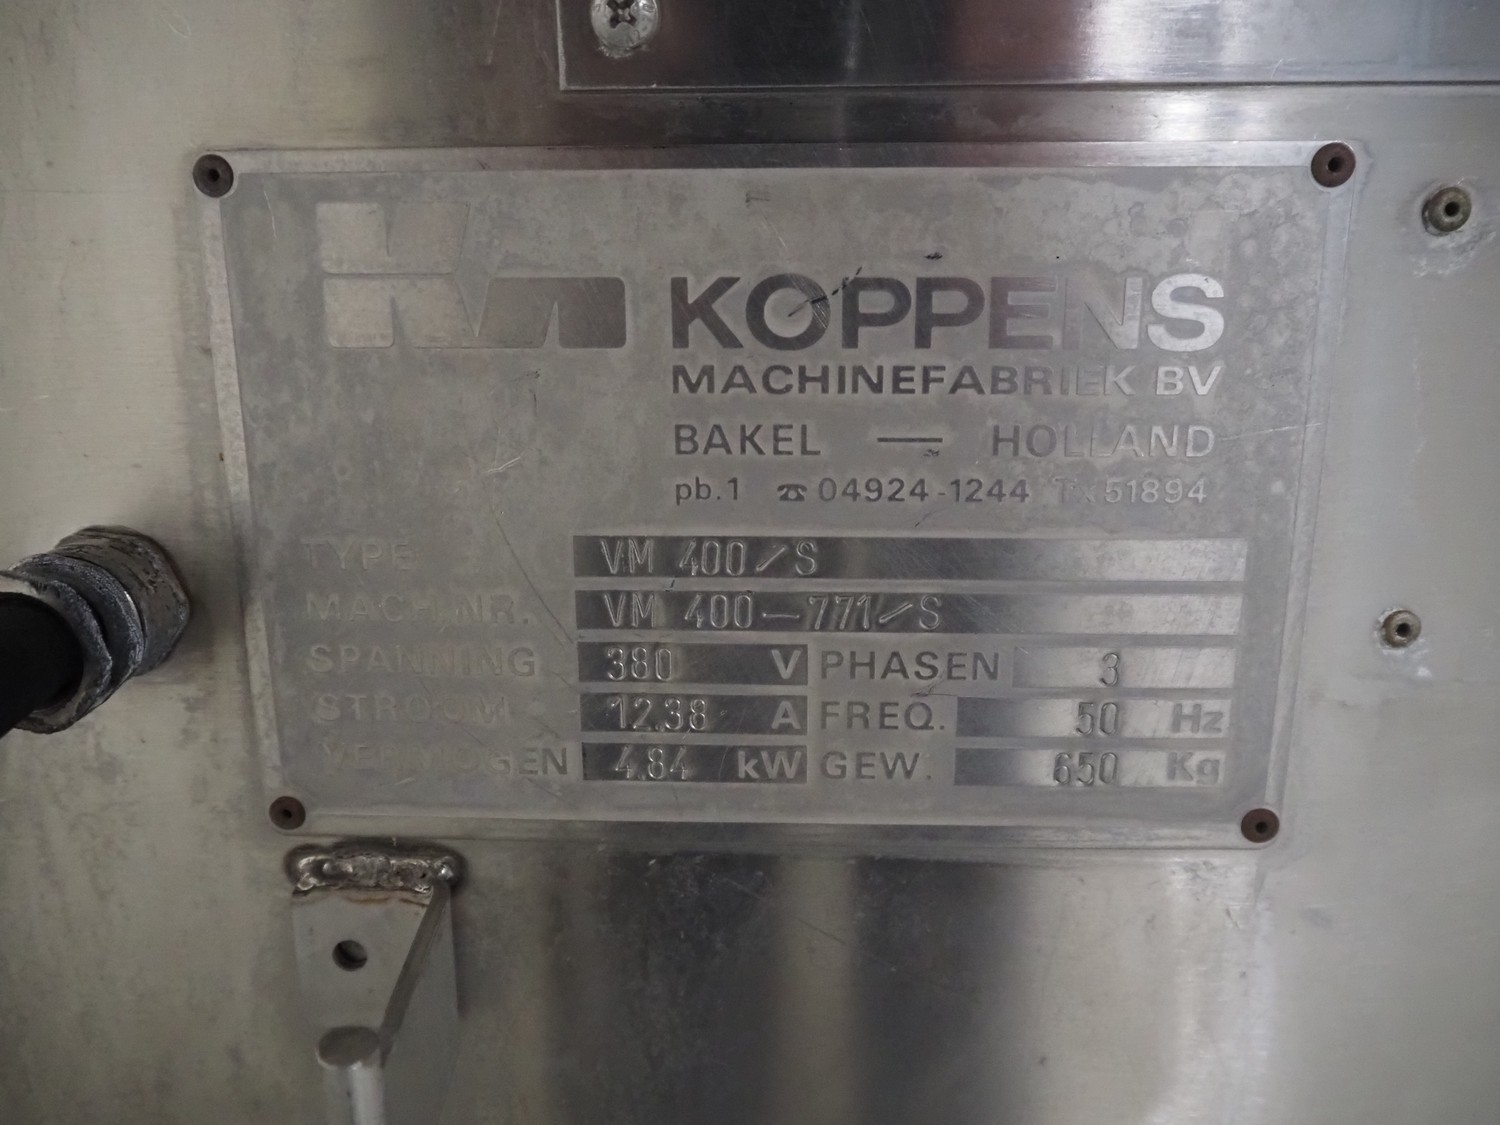 KOPPENS
MACHINEFABRIEK BV
BAKEL — HOLLAND
pb.1 ☎ 04924-1244 Tx 51894
TYPE VM 400/S
MACH.NR. VM 400-771/S
SPANNING 380 V PHASEN 3
STROOM 12.38 A FREQ. 50 Hz
VERMOGEN 4.84 kW GEW. 650 Kg